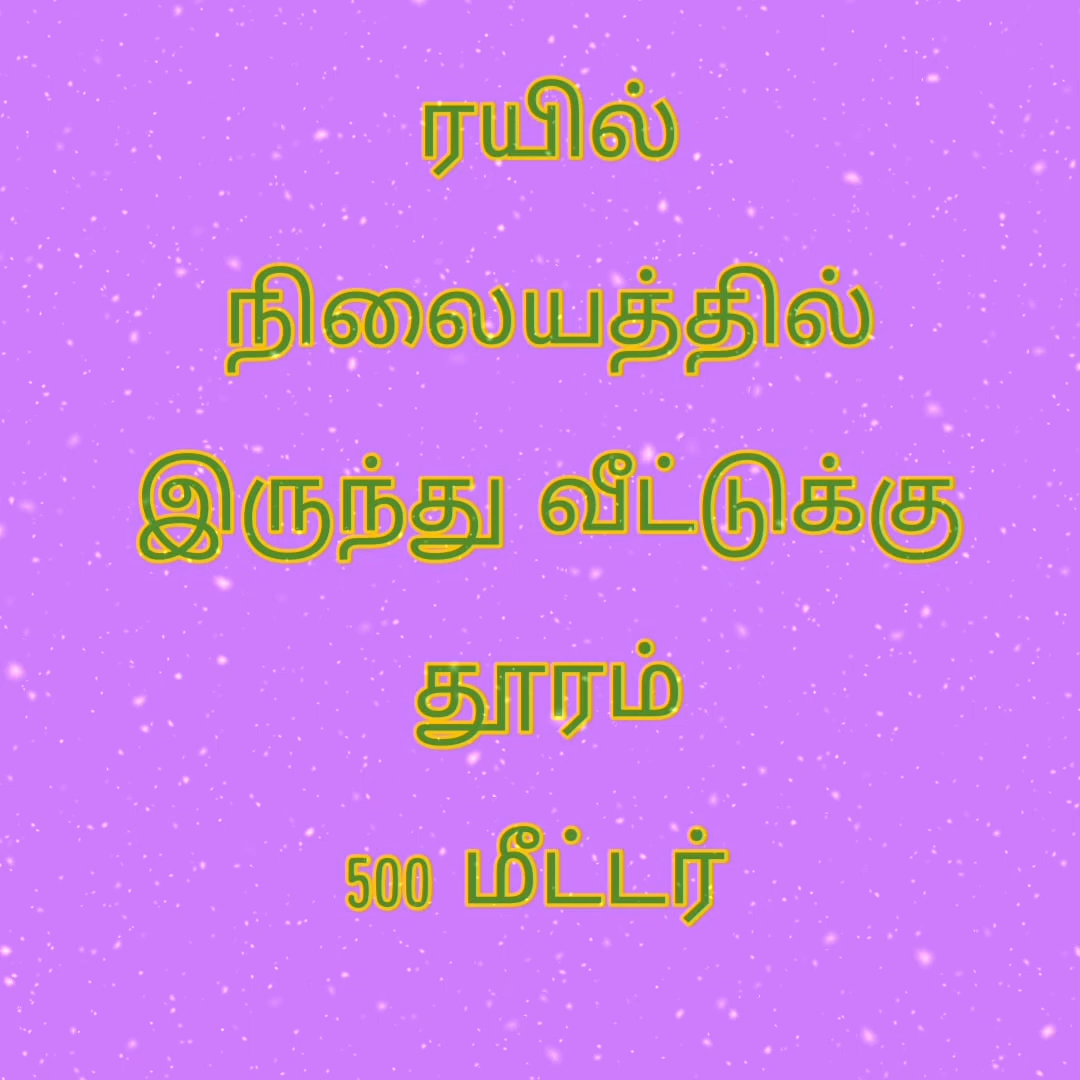 ரயில்
நிலையத்தில்
இருந்து வீட்டுக்கு
தூரம்
500 மீட்டர்